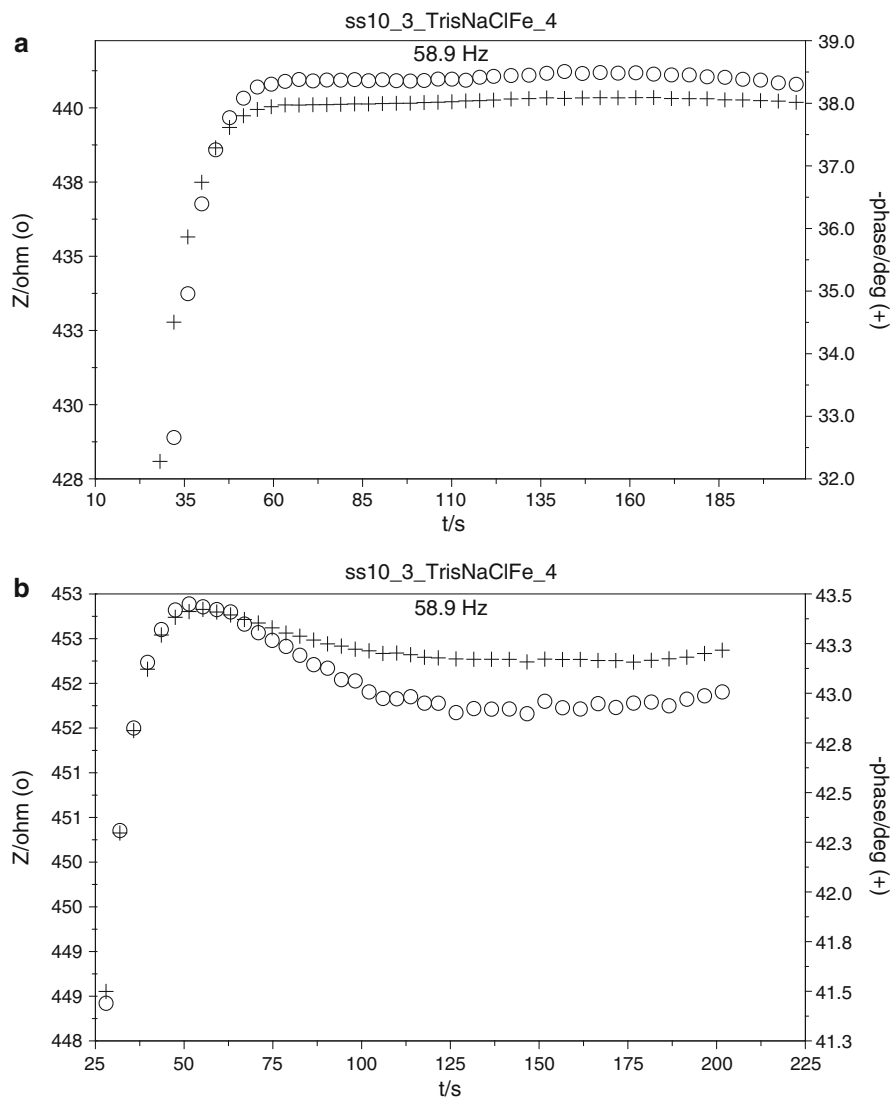 ss10_3_TrisNaClFe_4
a
58.9 Hz
39.0
440
38.0
438
37.0
36.0
435
35.0
433
34.0
430
33.0
428
32.0
Z/ohm (o)
-phase/deg (+)
10 35 60 85 110 135 160 185
t/s
ss10_3_TrisNaClFe_4
b
58.9 Hz
453
43.5
453
43.3
452
43.0
452
42.8
451
42.5
451
42.3
450
42.0
450
41.8
449
449
41.5
448
41.3
Z/ohm (o)
-phase/deg (+)
25 50 75 100 125 150 175 200 225
t/s